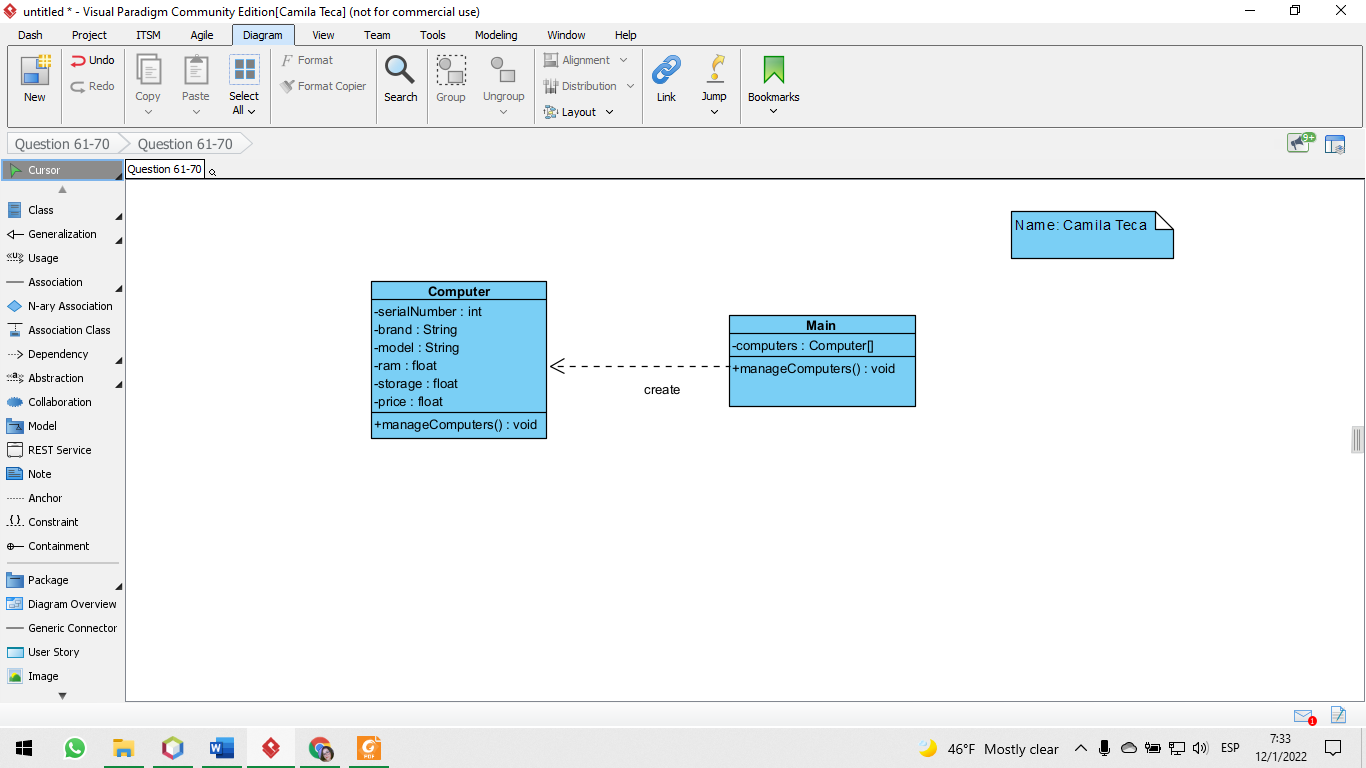 untitled * - Visual Paradigm Community Edition[Camila Teca] (not for commercial use)
Dash Project ITSM Agile Diagram View Team Tools Modeling Window Help
New
Undo
Redo
Copy
Paste
Select
All
Format
Format Copier
Search
Group
Ungroup
Alignment
Distribution
Layout
Link
Jump
Bookmarks
Question 61-70 Question 61-70
9+
Cursor
Question 61-70
Class
Generalization
Usage
Association
N-ary Association
Association Class
Dependency
Abstraction
Collaboration
Model
REST Service
Note
Anchor
Constraint
Containment
Package
Diagram Overview
Generic Connector
User Story
Image
Name: Camila Teca
Computer
-serialNumber : int
-brand : String
-model : String
-ram : float
-storage : float
-price : float
+manageComputers() : void
create
Main
-computers : Computer[]
+manageComputers() : void
1
46°F Mostly clear
ESP
7:33
12/1/2022